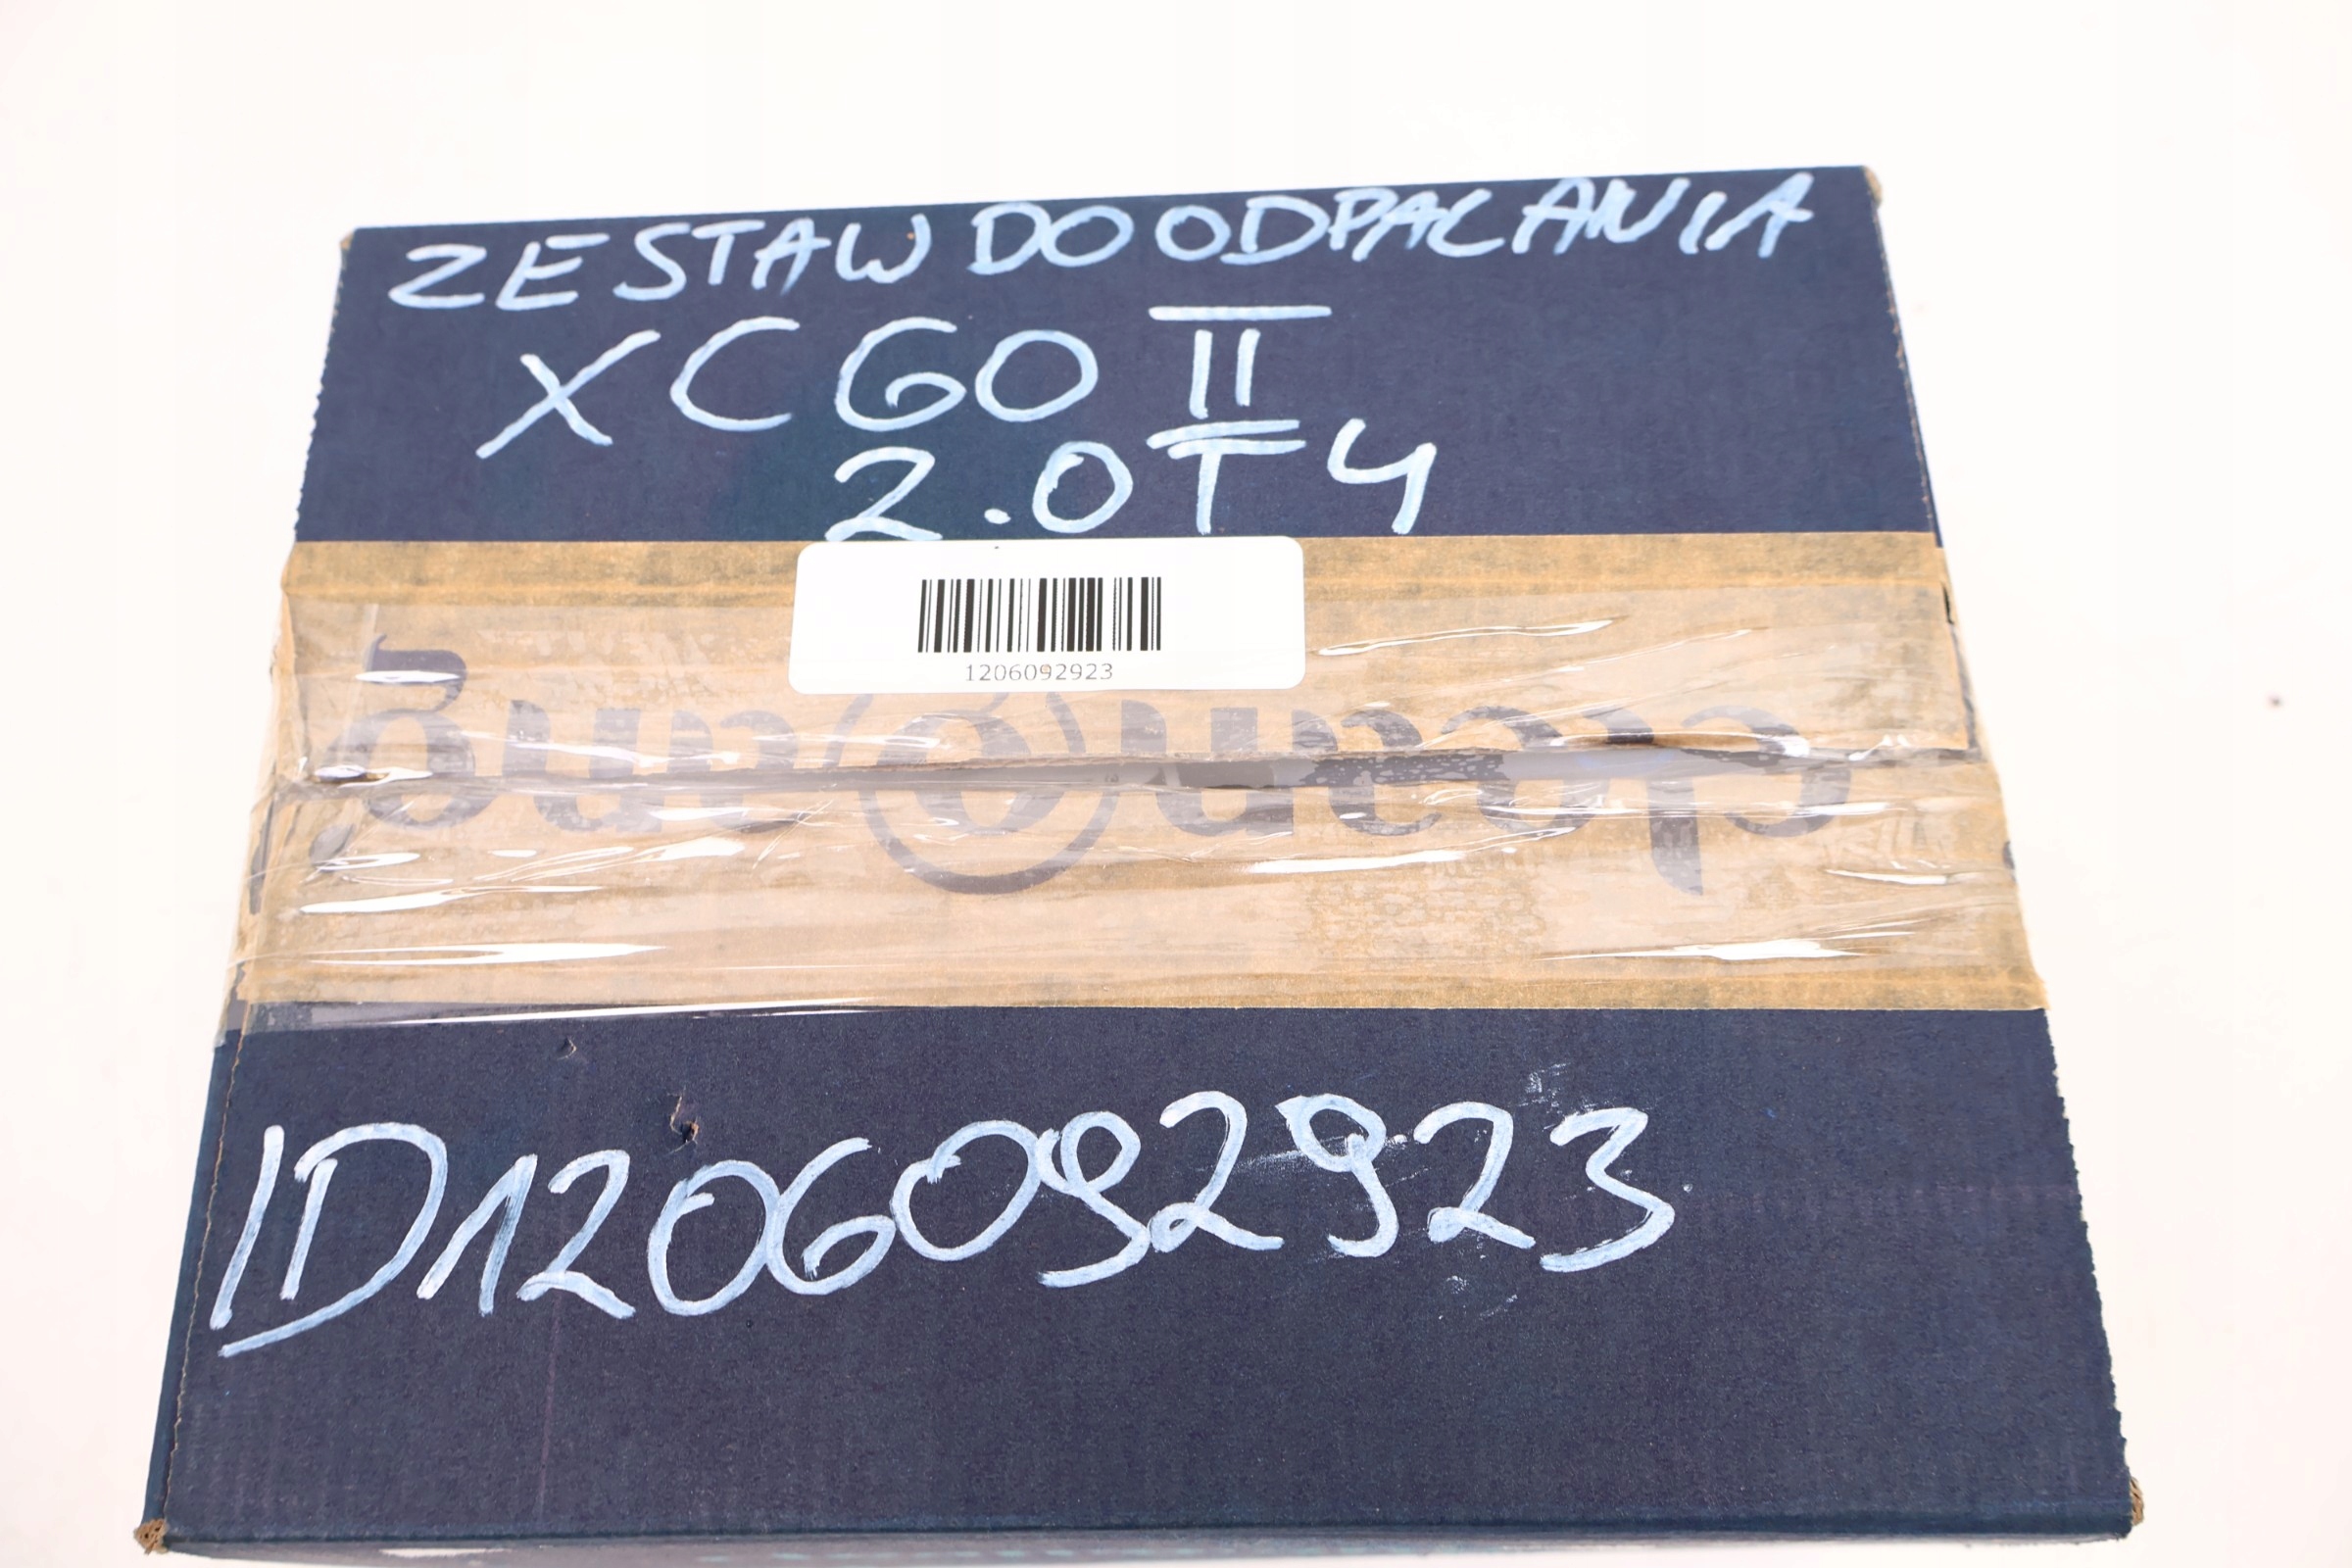 ZESTAW DO ODPALANIA
XC60 II
2.0 T4
1206092923
ID1206092923